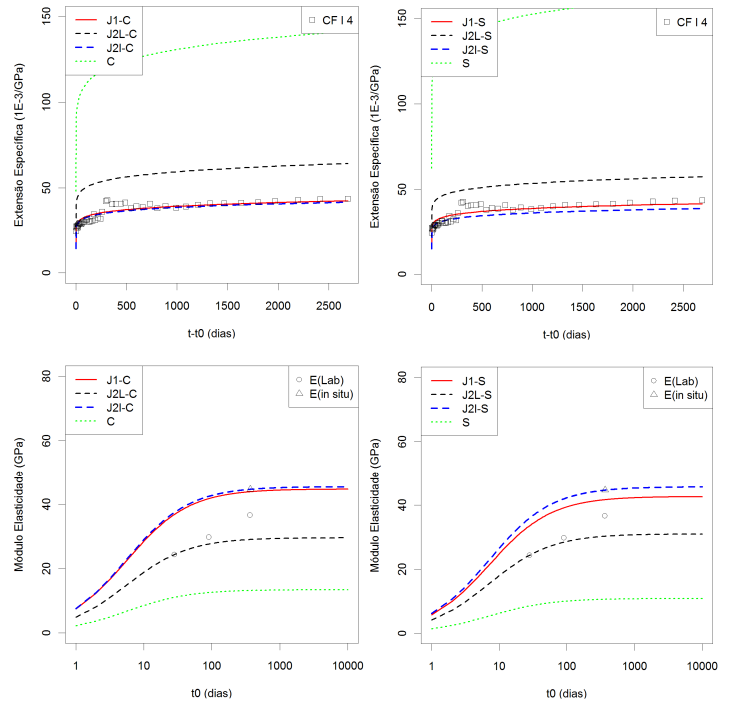 J1-C
J2L-C
J2I-C
C
CF I 4
Extensão Específica (1E-3/GPa)
150
100
50
0
0 500 1000 1500 2000 2500
t-t0 (dias)
J1-S
J2L-S
J2I-S
S
CF I 4
Extensão Específica (1E-3/GPa)
150
100
50
0
0 500 1000 1500 2000 2500
t-t0 (dias)
J1-C
J2L-C
J2I-C
C
E(Lab)
E(in situ)
Módulo Elasticidade (GPa)
80
60
40
20
0
1 10 100 1000 10000
t0 (dias)
J1-S
J2L-S
J2I-S
S
E(Lab)
E(in situ)
Módulo Elasticidade (GPa)
80
60
40
20
0
1 10 100 1000 10000
t0 (dias)